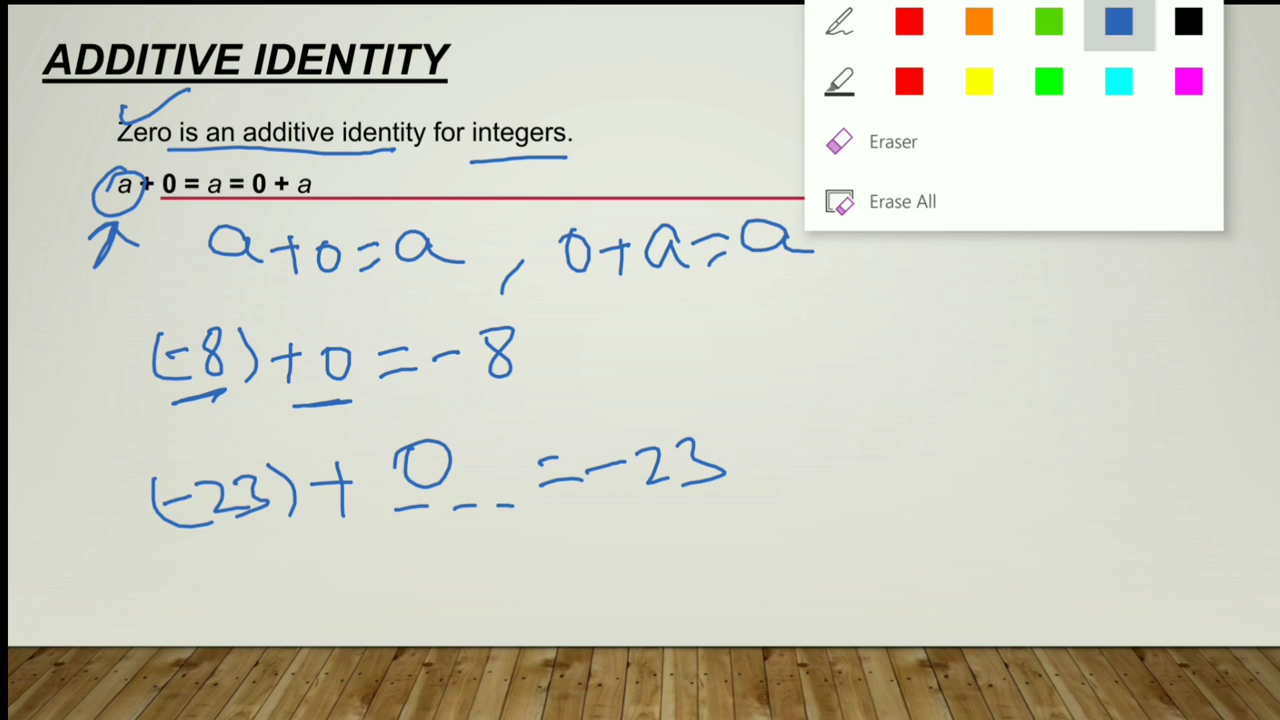 ADDITIVE IDENTITY
Zero is an additive identity for integers.
a + 0 = a = 0 + a
a + 0 = a , 0 + a = a
(-8) + 0 = -8
(-23) + 0 = -23
Eraser
Erase All